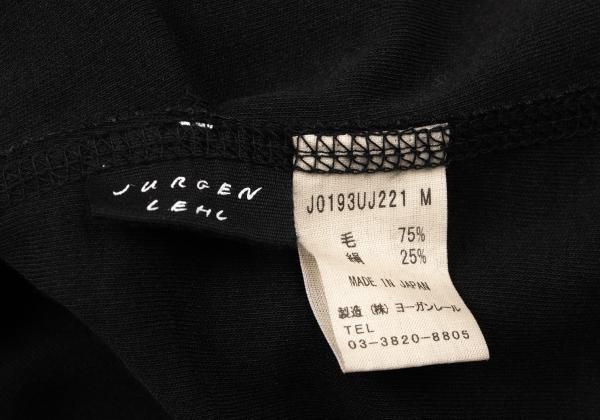 JURGEN
LEHL
J0193UJ221 M
毛 75%
絹 25%
MADE IN JAPAN
製造 (株) ヨーガンレール
TEL
03-3820-8805